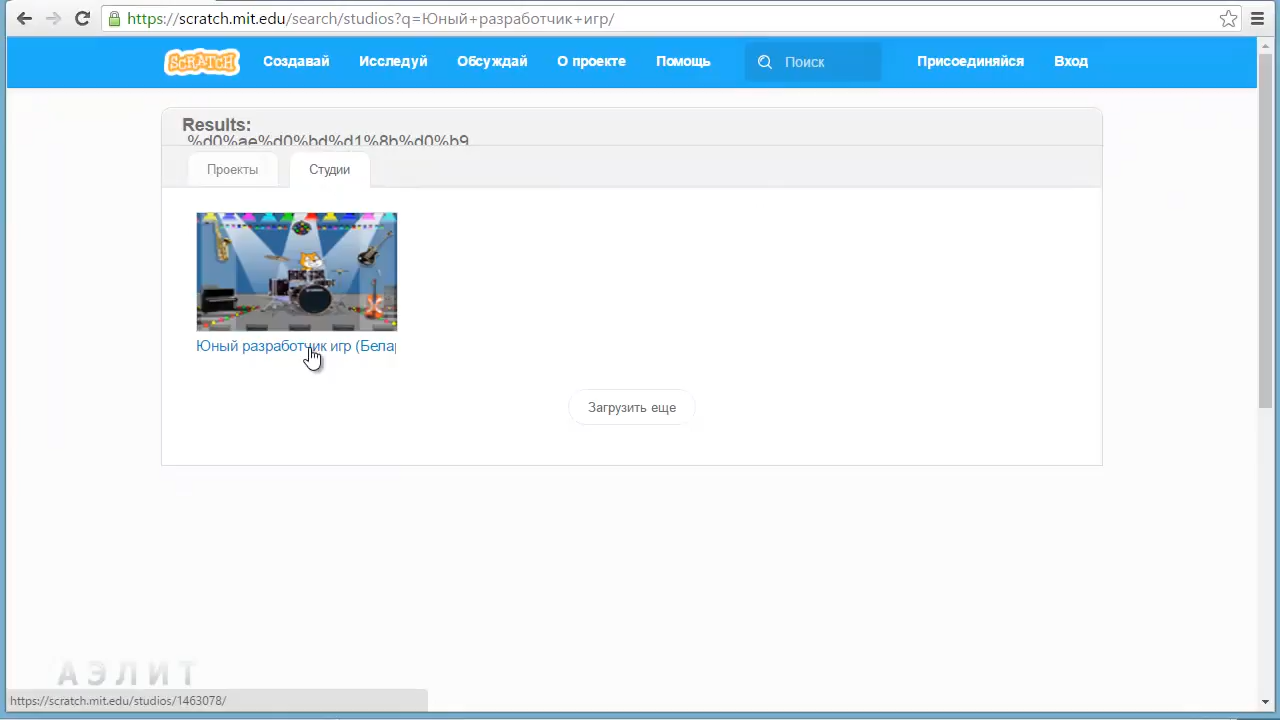 https://scratch.mit.edu/search/studios?q=Юный+разработчик+игр/
SCRATCH Создавай Исследуй Обсуждай О проекте Помощь Поиск Присоединяйся Вход
Results:
%d0%ae%d0%bd%d1%8b%d0%b9
Проекты Студии
Юный разработчик игр (Белар
Загрузить еще
АЭЛИТ
https://scratch.mit.edu/studios/1463078/